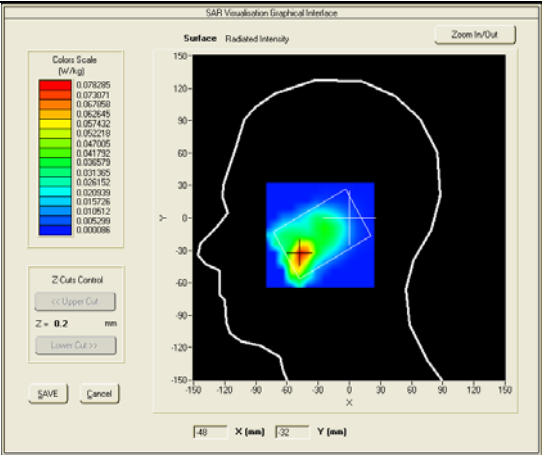 SAR Visualisation Graphical Interface
Surface Radiated Intensity
Zoom In/Out
Colors Scale
(W/kg)
0.078285
0.073071
0.067858
0.062645
0.057432
0.052218
0.047005
0.041792
0.036579
0.031365
0.026152
0.020939
0.015726
0.010512
0.005299
0.000086
Z-Cuts Control
<< Upper Cut
Z = 0.2 mm
Lower Cut >>
SAVE Cancel
150
120
90
60
30
0
-30
-60
-90
-120
-150
Y
-150 -120 -90 -60 -30 0 30 60 90 120 150
X
-48 X (mm) -32 Y (mm)